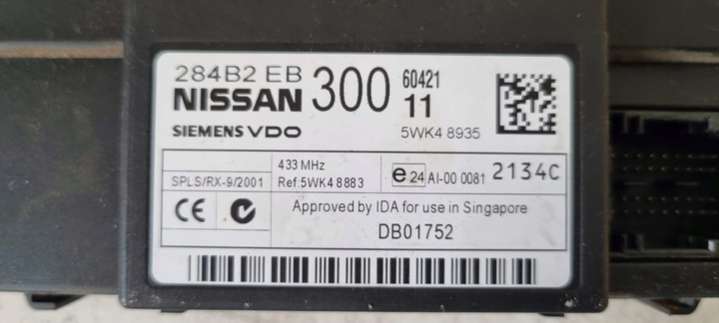 284B2 EB 300 60421
NISSAN 11
SIEMENS VDO 5WK4 8935
433 MHz
SPLS/RX-9/2001 Ref.5WK4 8883 e 24 AI-00 0081 2134C
CE Approved by IDA for use in Singapore
DB01752